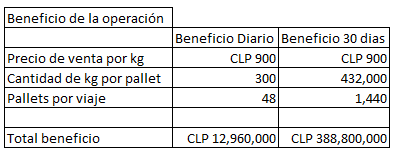 Beneficio de la operación
Beneficio Diario Beneficio 30 dias
Precio de venta por kg CLP 900 CLP 900
Cantidad de kg por pallet 300 432,000
Pallets por viaje 48 1,440
Total beneficio CLP 12,960,000 CLP 388,800,000